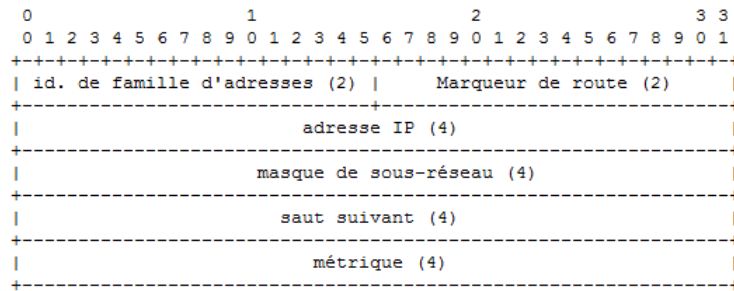 0 1 2 3 3
0 1 2 3 4 5 6 7 8 9 0 1 2 3 4 5 6 7 8 9 0 1 2 3 4 5 6 7 8 9 0 1
+-+-+-+-+-+-+-+-+-+-+-+-+-+-+-+-+-+-+-+-+-+-+-+-+-+-+-+-+-+-+-+-
| id. de famille d'adresses (2) | Marqueur de route (2) |
+-------------------------------+-------------------------------+
| adresse IP (4) |
+---------------------------------------------------------------+
| masque de sous-réseau (4) |
+---------------------------------------------------------------+
| saut suivant (4) |
+---------------------------------------------------------------+
| métrique (4) |
+---------------------------------------------------------------+